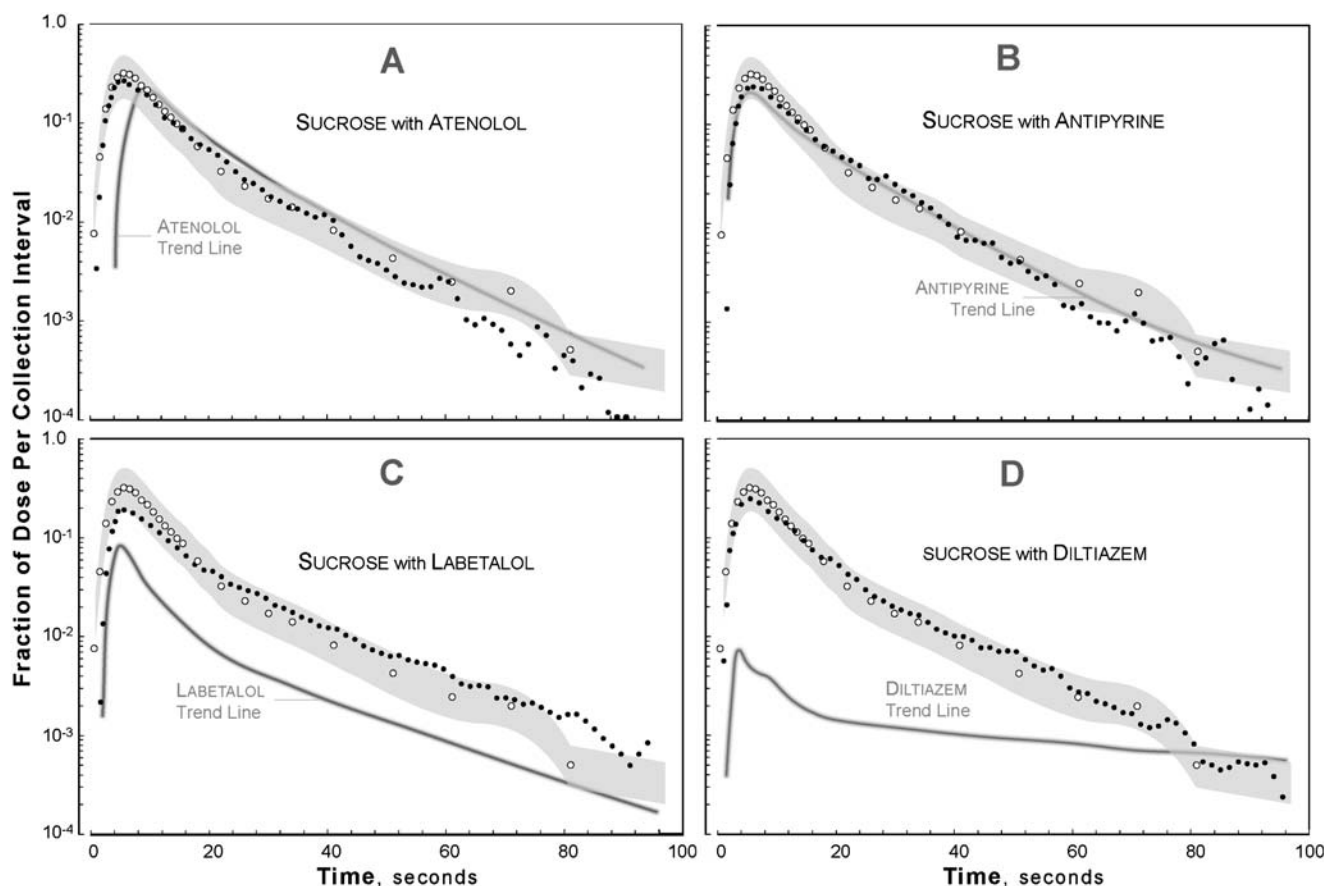 Fraction of Dose Per Collection Interval
1.0
10-1
10-2
10-3
10-4
A
SUCROSE with ATENOLOL
ATENOLOL
Trend Line
B
SUCROSE with ANTIPYRINE
ANTIPYRINE
Trend Line
1.0
10-1
10-2
10-3
10-4
C
SUCROSE with LABETALOL
LABETALOL
Trend Line
D
SUCROSE with DILTIAZEM
DILTIAZEM
Trend Line
0 20 40 60 80 100
0 20 40 60 80 100
Time, seconds
Time, seconds